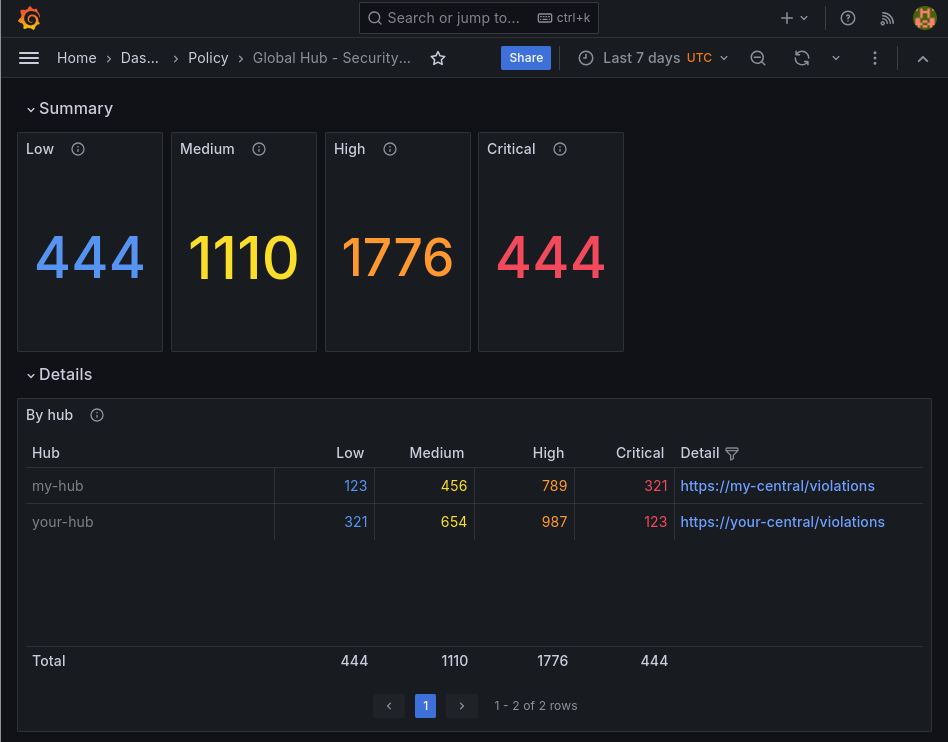 Search or jump to... ctrl+k
Home › Das... › Policy › Global Hub - Security... Share Last 7 days UTC
Summary
Low Medium High Critical
444 1110 1776 444
Details
By hub
Hub Low Medium High Critical Detail
my-hub 123 456 789 321 https://my-central/violations
your-hub 321 654 987 123 https://your-central/violations
Total 444 1110 1776 444
1 1 - 2 of 2 rows